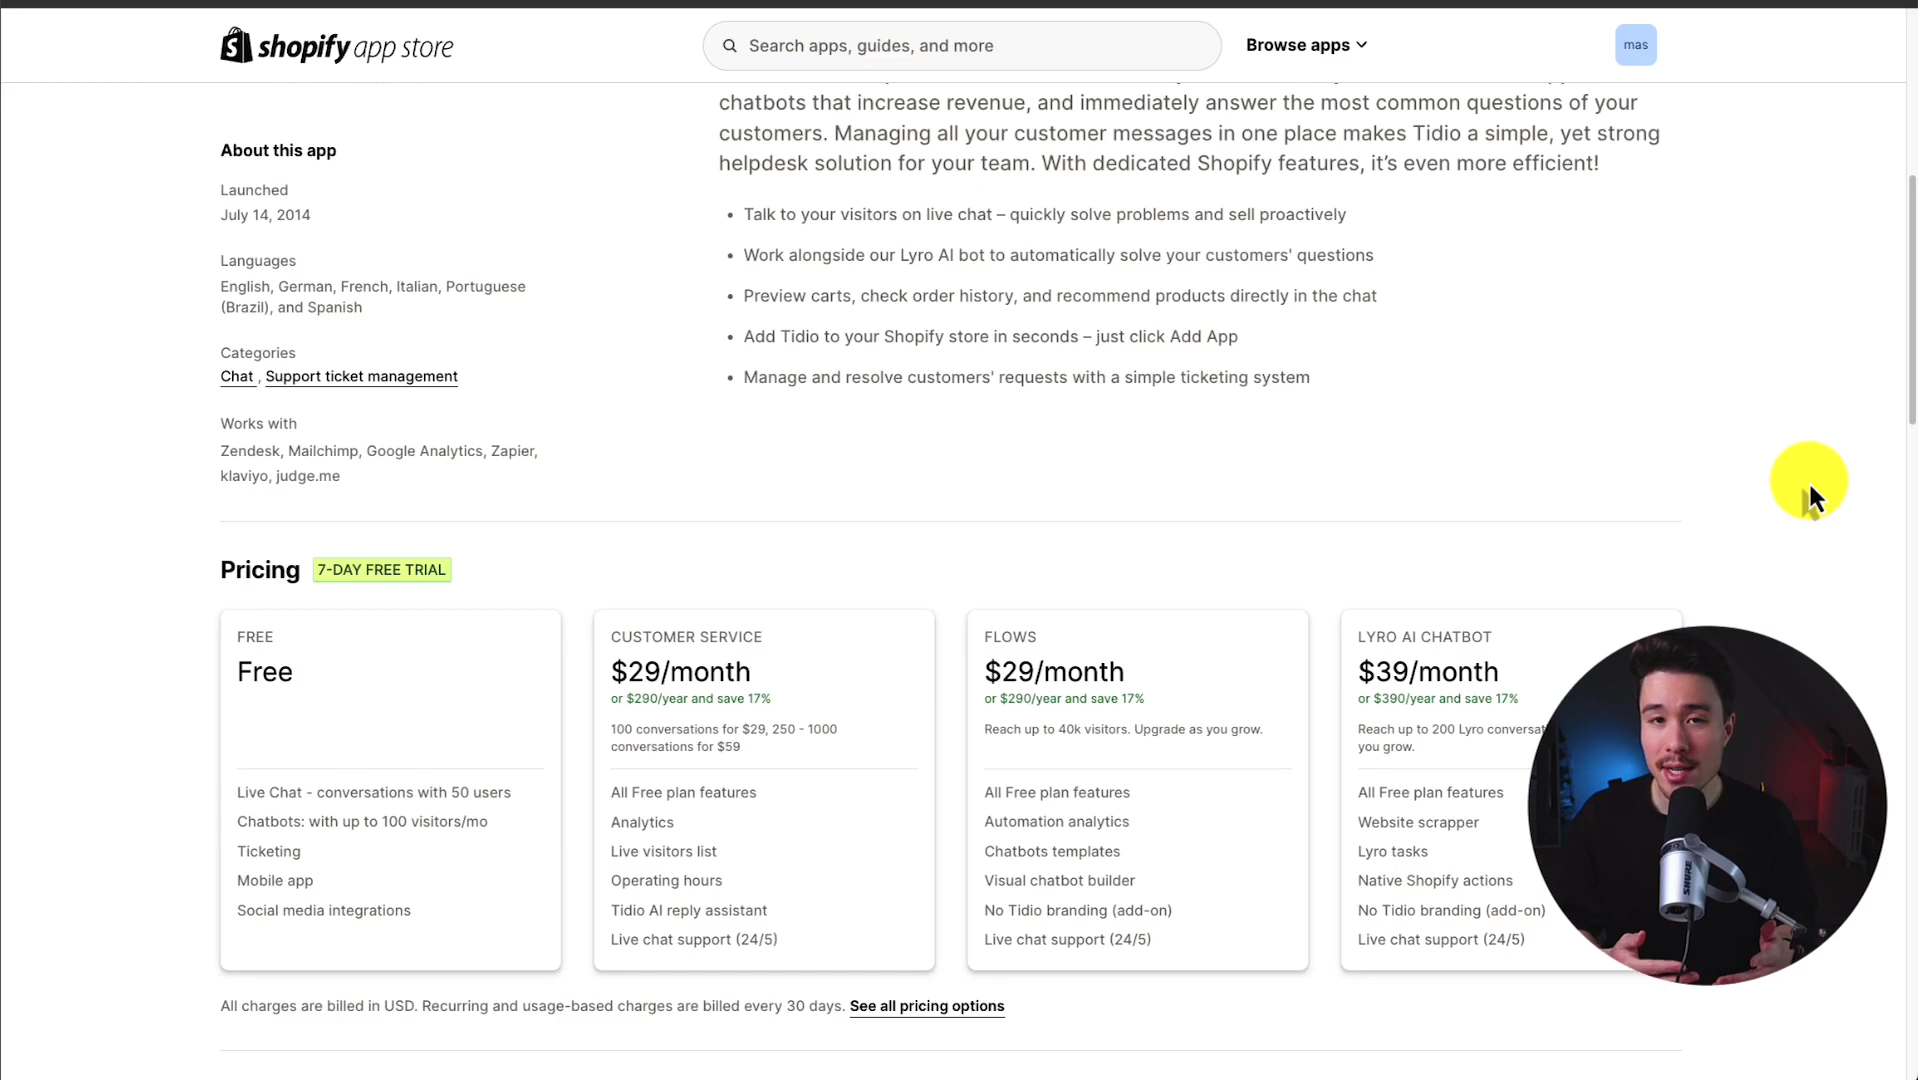 shopify app store
Search apps, guides, and more
Browse apps
mas
chatbots that increase revenue, and immediately answer the most common questions of your
customers. Managing all your customer messages in one place makes Tidio a simple, yet strong
helpdesk solution for your team. With dedicated Shopify features, it’s even more efficient!
• Talk to your visitors on live chat – quickly solve problems and sell proactively
• Work alongside our Lyro AI bot to automatically solve your customers' questions
• Preview carts, check order history, and recommend products directly in the chat
• Add Tidio to your Shopify store in seconds – just click Add App
• Manage and resolve customers' requests with a simple ticketing system
About this app
Launched
July 14, 2014
Languages
English, German, French, Italian, Portuguese
(Brazil), and Spanish
Categories
Chat , Support ticket management
Works with
Zendesk, Mailchimp, Google Analytics, Zapier,
klaviyo, judge.me
Pricing 7-DAY FREE TRIAL
FREE
Free
Live Chat - conversations with 50 users
Chatbots: with up to 100 visitors/mo
Ticketing
Mobile app
Social media integrations
CUSTOMER SERVICE
$29/month
or $290/year and save 17%
100 conversations for $29, 250 - 1000
conversations for $59
All Free plan features
Analytics
Live visitors list
Operating hours
Tidio AI reply assistant
Live chat support (24/5)
FLOWS
$29/month
or $290/year and save 17%
Reach up to 40k visitors. Upgrade as you grow.
All Free plan features
Automation analytics
Chatbots templates
Visual chatbot builder
No Tidio branding (add-on)
Live chat support (24/5)
LYRO AI CHATBOT
$39/month
or $390/year and save 17%
Reach up to 200 Lyro
you grow.
All Free plan features
Website scrapper
Lyro tasks
Native Shopify actions
No Tidio branding (add-on)
Live chat support (24/5)
SHURE
All charges are billed in USD. Recurring and usage-based charges are billed every 30 days. See all pricing options